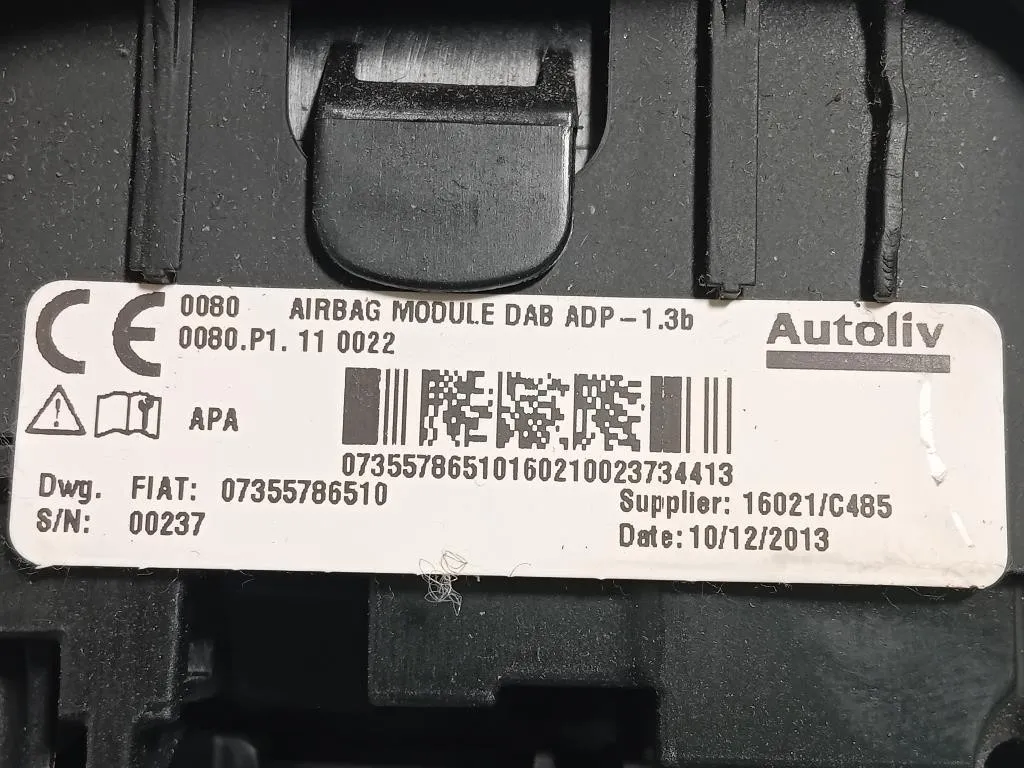 CE 0080 AIRBAG MODULE DAB ADP-1.3b
0080.P1. 11 0022
Autoliv
APA
07355786510160210023734413
Dwg. FIAT: 07355786510
S/N: 00237
Supplier: 16021/C485
Date: 10/12/2013